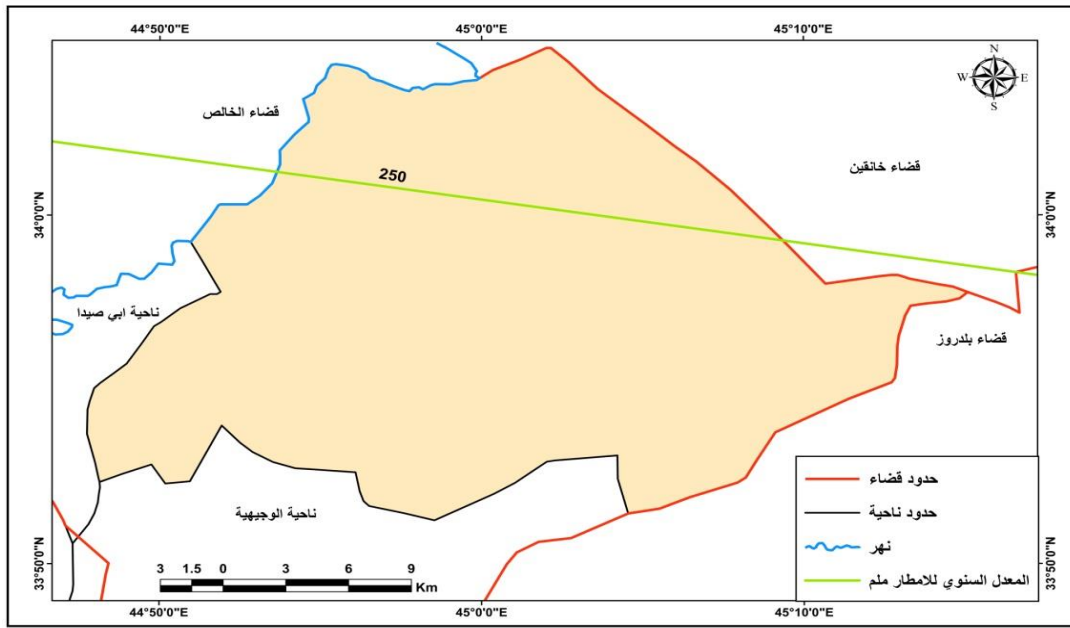 44°50'0"E
45°0'0"E
45°10'0"E
N
W
E
S
قضاء الخالص
قضاء خانقين
250
34°0'0"N
34°0'0"N
ناحية ابي صيدا
قضاء بلدروز
ناحية الوجيهية
حدود قضاء
حدود ناحية
نهر
المعدل السنوي للامطار ملم
3 1.5 0 3 6 9
Km
33°50'0"N
33°50'0"N
44°50'0"E
45°0'0"E
45°10'0"E